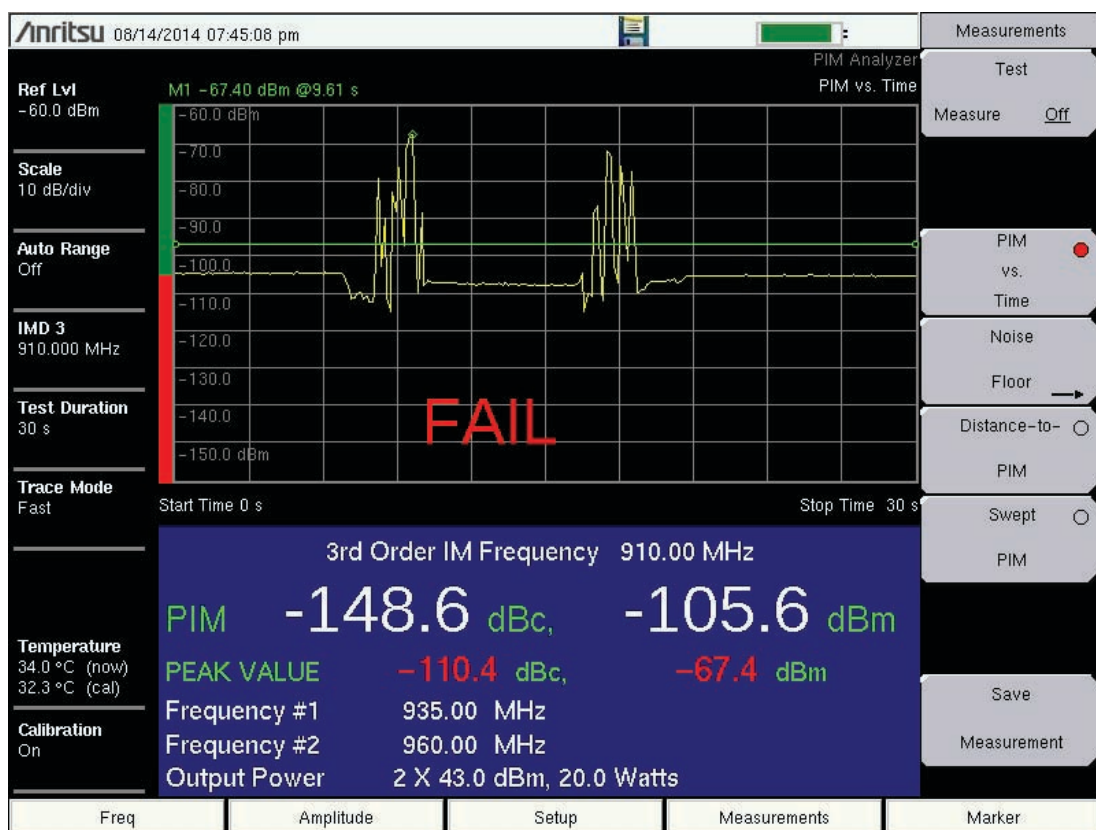 Anritsu 08/14/2014 07:45:08 pm
Ref Lvl
-60.0 dBm
Scale
10 dB/div
Auto Range
Off
IMD 3
910.000 MHz
Test Duration
30 s
Trace Mode
Fast
Temperature
34.0 °C (now)
32.3 °C (cal)
Calibration
On
PIM Analyzer
M1 -67.40 dBm @9.61 s
PIM vs. Time
-60.0 dBm
-70.0
-80.0
-90.0
-100.0
-110.0
-120.0
-130.0
-140.0
-150.0 dBm
FAIL
Start Time 0 s
Stop Time 30 s
3rd Order IM Frequency 910.00 MHz
PIM -148.6 dBc, -105.6 dBm
PEAK VALUE -110.4 dBc, -67.4 dBm
Frequency #1 935.00 MHz
Frequency #2 960.00 MHz
Output Power 2 X 43.0 dBm, 20.0 Watts
Measurements
Test
Measure Off
PIM
vs.
Time
Noise
Floor
Distance-to-
PIM
Swept
PIM
Save
Measurement
Freq
Amplitude
Setup
Measurements
Marker